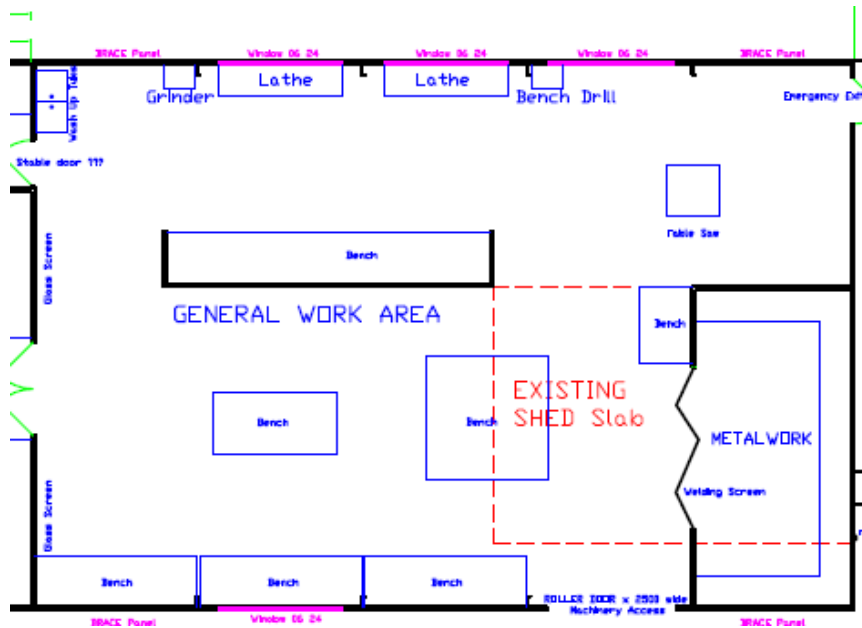 BRACE Panel
Window 06 24
Window 06 24
Window 06 24
BRACE Panel
Wash Up Tubs
Grinder
Lathe
Lathe
Bench Drill
Emergency Exit
Stable door ???
Table Saw
Glass Screen
Bench
GENERAL WORK AREA
Bench
EXISTING
SHED Slab
Bench
Bench
METALWORK
Welding Screen
Glass Screen
Bench
Bench
Bench
ROLLER DOOR x 2500 wide
Machinery Access
BRACE Panel
Window 06 24
BRACE Panel